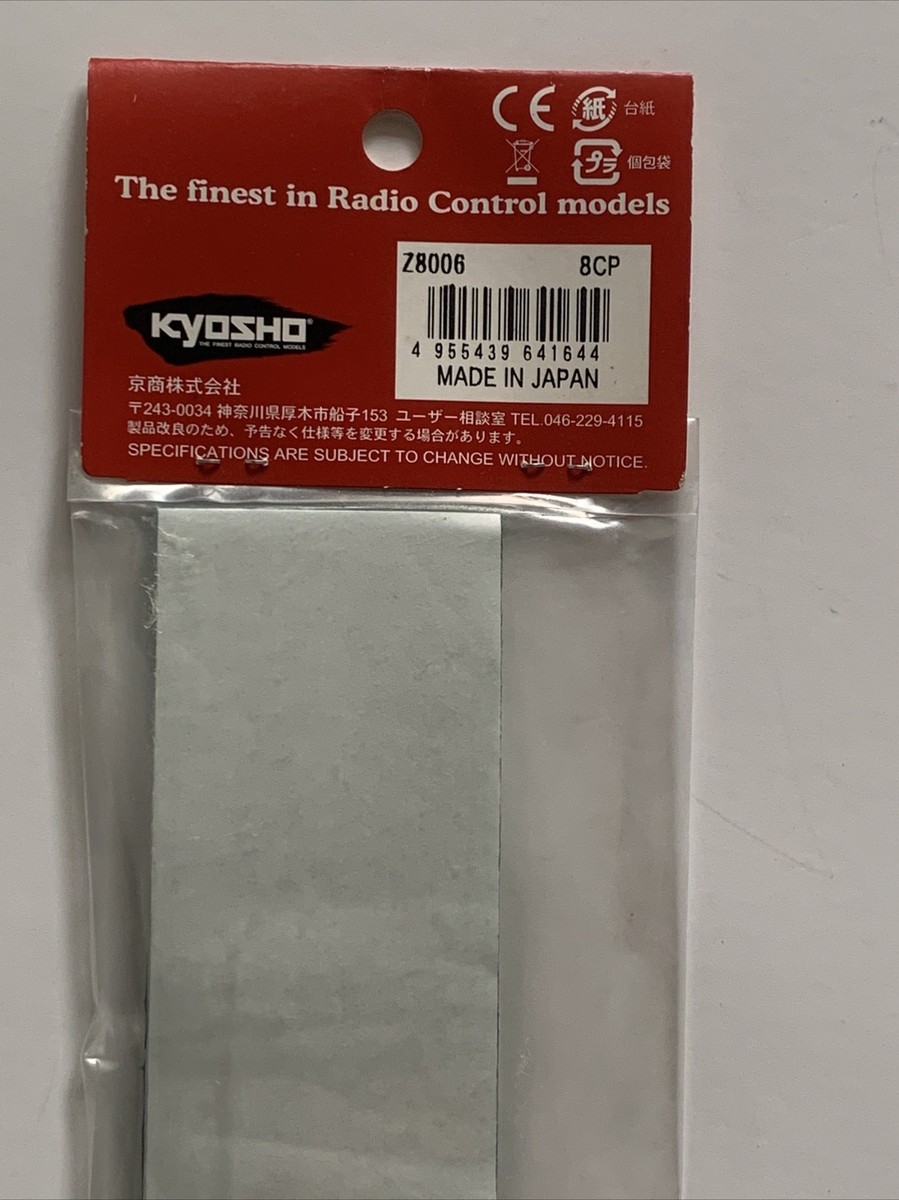 CE 紙 台紙
プラ 個包袋
The finest in Radio Control models
Z8006 8CP
4 955439 641644
MADE IN JAPAN
KYOSHO®
THE FINEST RADIO CONTROL MODELS
京商株式会社
〒243-0034 神奈川県厚木市船子153 ユーザー相談室 TEL.046-229-4115
製品改良のため、予告なく仕様等を変更する場合があります。
SPECIFICATIONS ARE SUBJECT TO CHANGE WITHOUT NOTICE.